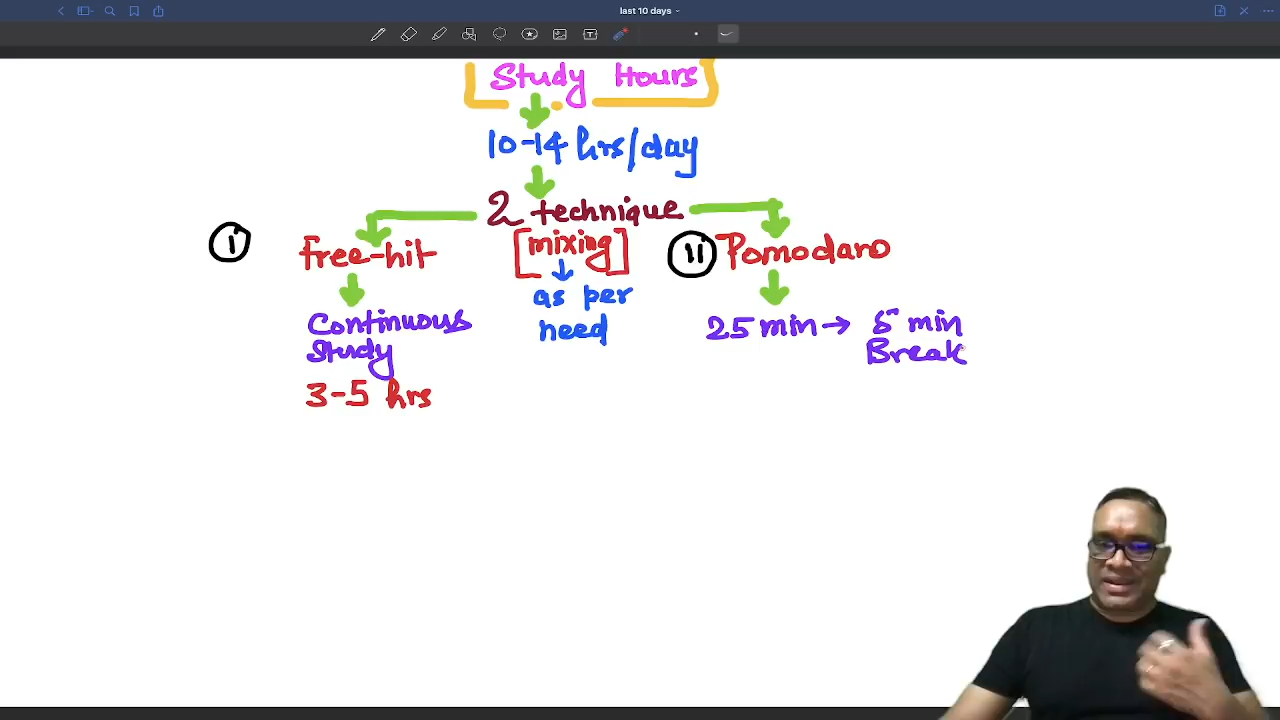 last 10 days
Study Hours
10-14 hrs/day
2 technique
[mixing]
as per
need
I
free-hit
Continuous
Study
3-5 hrs
II
Pomodaro
25 min → 5 min
Break